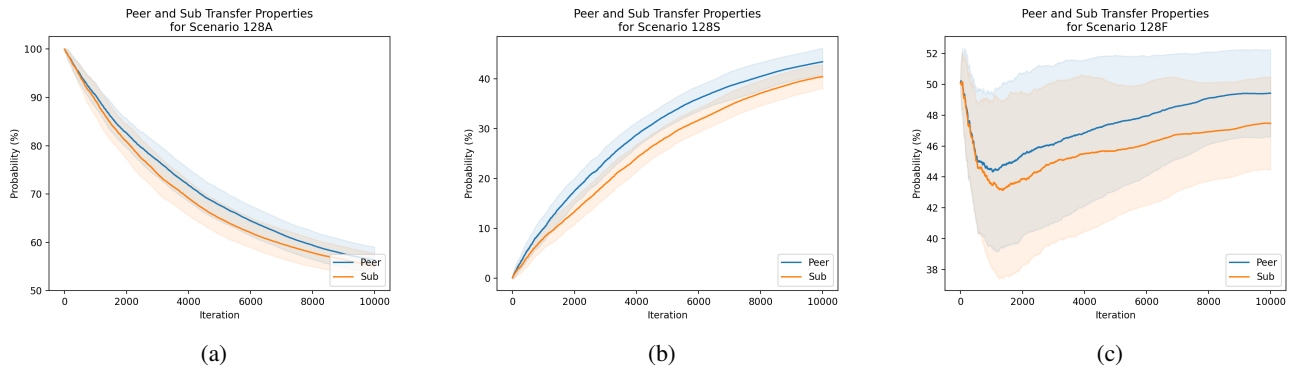 Peer and Sub Transfer Properties
for Scenario 128A
100
90
80
70
60
50
Probability (%)
0
2000
4000
6000
8000
10000
Iteration
Peer
Sub
(a)
Peer and Sub Transfer Properties
for Scenario 128S
40
30
20
10
0
Probability (%)
0
2000
4000
6000
8000
10000
Iteration
Peer
Sub
(b)
Peer and Sub Transfer Properties
for Scenario 128F
52
50
48
46
44
42
40
38
Probability (%)
0
2000
4000
6000
8000
10000
Iteration
Peer
Sub
(c)